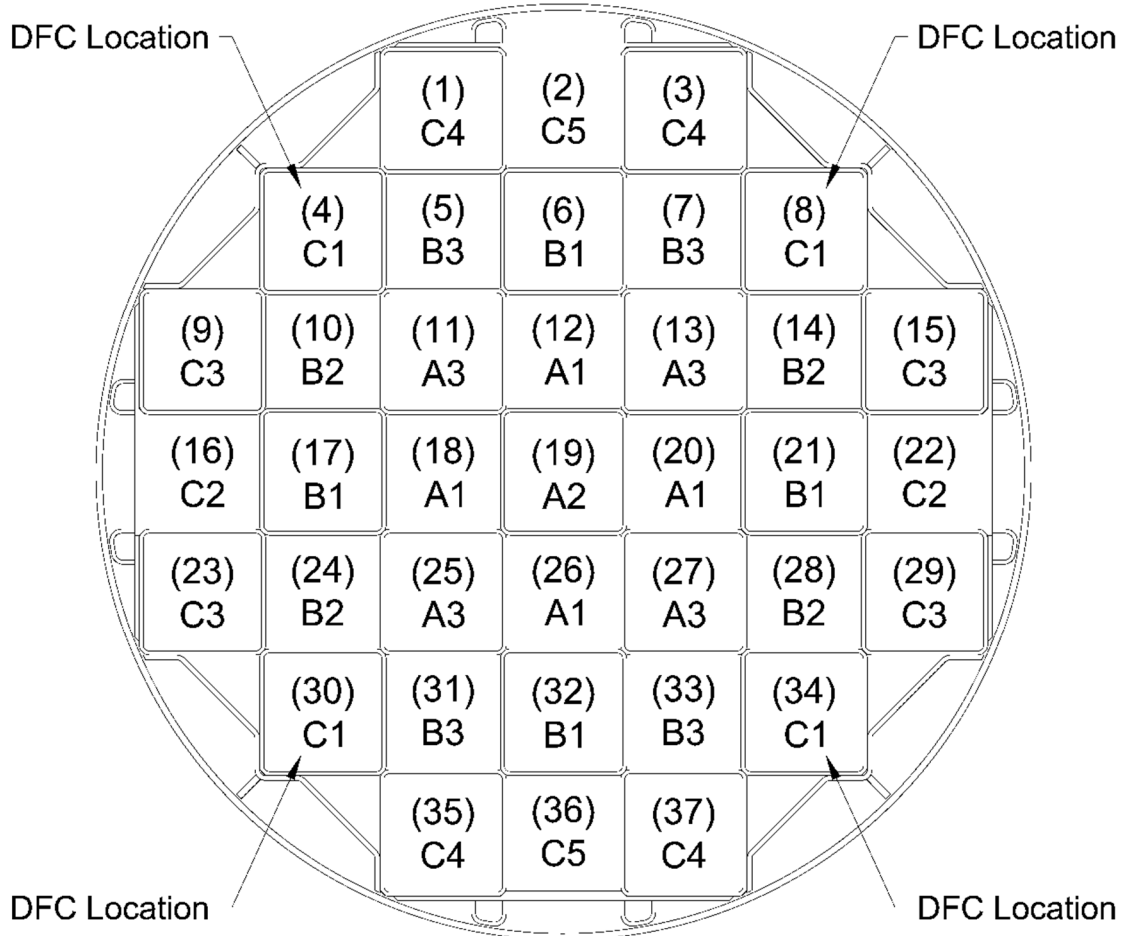 DFC Location
DFC Location
(1) (2) (3)
C4 C5 C4
(4) (5) (6) (7) (8)
C1 B3 B1 B3 C1
(9) (10) (11) (12) (13) (14) (15)
C3 B2 A3 A1 A3 B2 C3
(16) (17) (18) (19) (20) (21) (22)
C2 B1 A1 A2 A1 B1 C2
(23) (24) (25) (26) (27) (28) (29)
C3 B2 A3 A1 A3 B2 C3
(30) (31) (32) (33) (34)
C1 B3 B1 B3 C1
(35) (36) (37)
C4 C5 C4
DFC Location
DFC Location